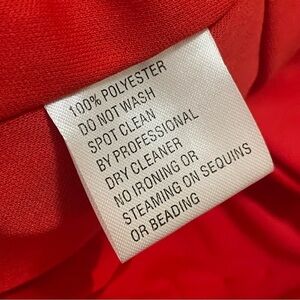 100% POLYESTER
DO NOT WASH
SPOT CLEAN
BY PROFESSIONAL
DRY CLEANER
NO IRONING OR
STEAMING ON SEQUINS
OR BEADING